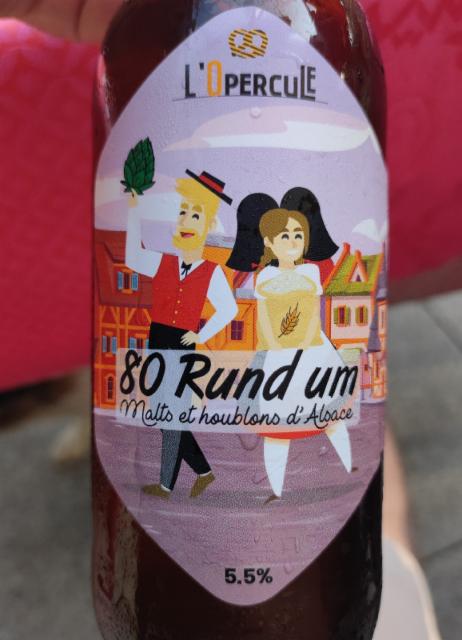 L'OPERCULE
80 Rund um
Malts et houblons d'Alsace
5.5%